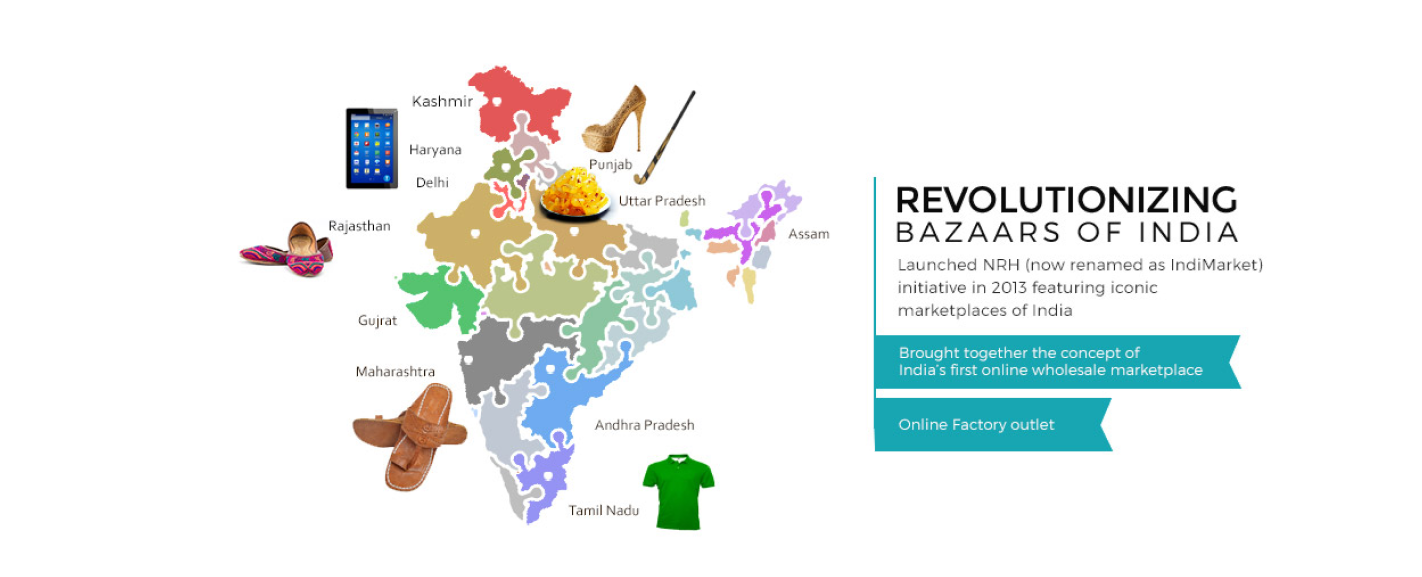 Kashmir
Haryana
Punjab
Delhi
Uttar Pradesh
Rajasthan
Assam
Gujrat
Maharashtra
Andhra Pradesh
Tamil Nadu
REVOLUTIONIZING
BAZAARS OF INDIA
Launched NRH (now renamed as IndiMarket)
initiative in 2013 featuring iconic
marketplaces of India
Brought together the concept of
India's first online wholesale marketplace
Online Factory outlet